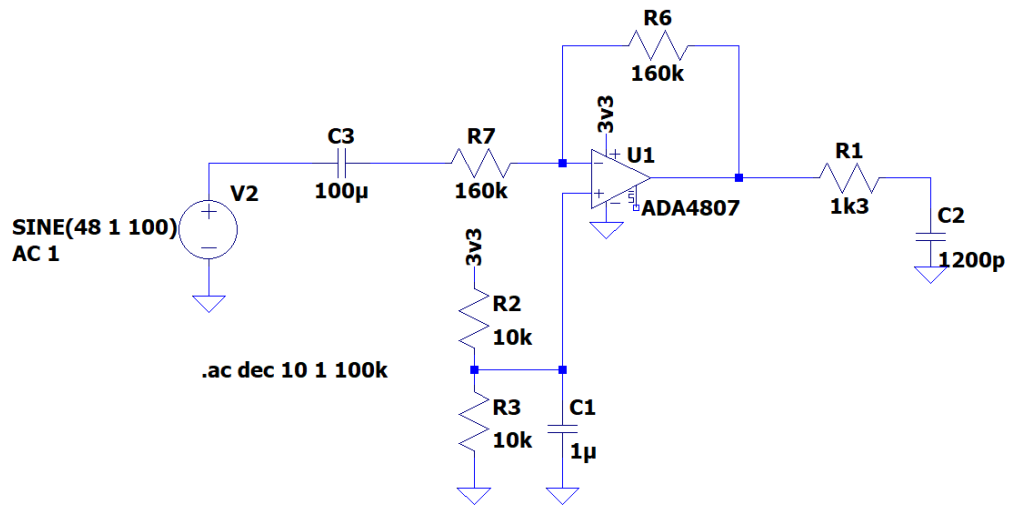 R6
160k
3v3
C3
100µ
R7
160k
U1
ADA4807
R1
1k3
V2
SINE(48 1 100)
AC 1
C2
1200p
3v3
R2
10k
.ac dec 10 1 100k
R3
10k
C1
1µ